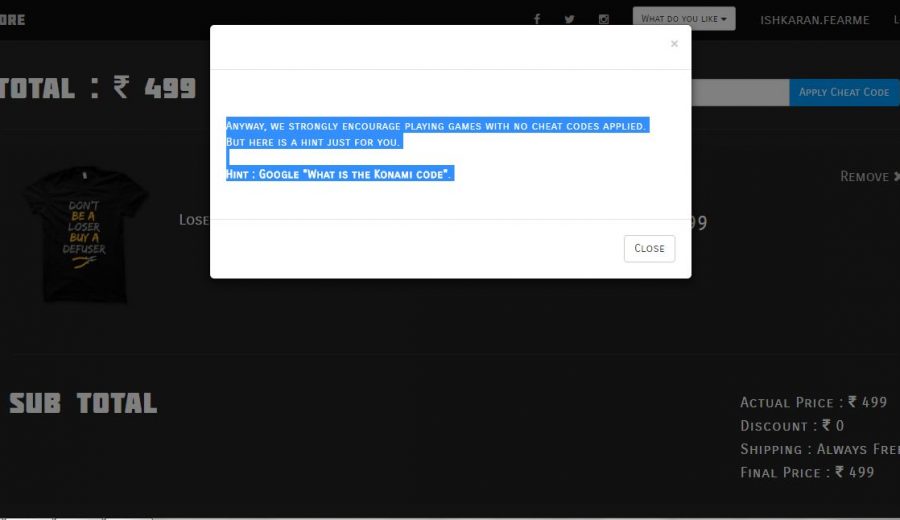 ORE
What do you like
ishkaran.fearme
L
TOTAL : ₹ 499
Apply Cheat Code
×
Anyway, we strongly encourage playing games with no cheat codes applied.
But here is a hint just for you.
Hint : Google "What is the Konami code".
Close
DON'T
BE A
LOSER
BUY A
DEFUSER
Lose
99
Remove ×
SUB TOTAL
Actual Price : ₹ 499
Discount : ₹ 0
Shipping : Always Free
Final Price : ₹ 499